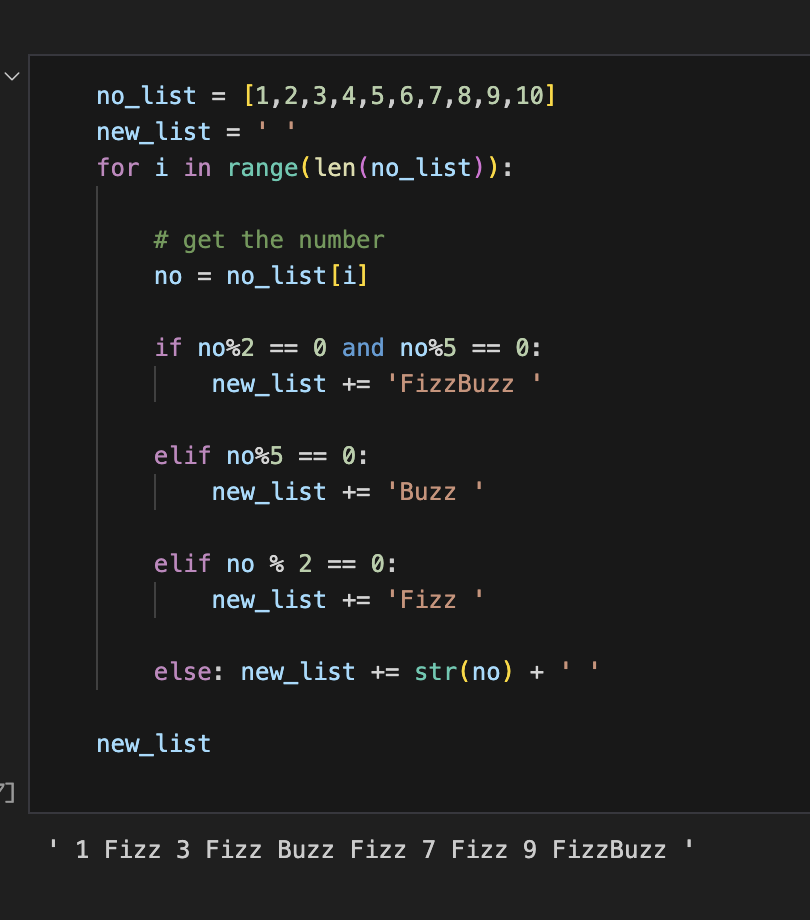 no_list = [1,2,3,4,5,6,7,8,9,10]
new_list = ' '
for i in range(len(no_list)):
# get the number
no = no_list[i]
if no%2 == 0 and no%5 == 0:
new_list += 'FizzBuzz '
elif no%5 == 0:
new_list += 'Buzz '
elif no % 2 == 0:
new_list += 'Fizz '
else: new_list += str(no) + ' '
new_list
]
' 1 Fizz 3 Fizz Buzz Fizz 7 Fizz 9 FizzBuzz '